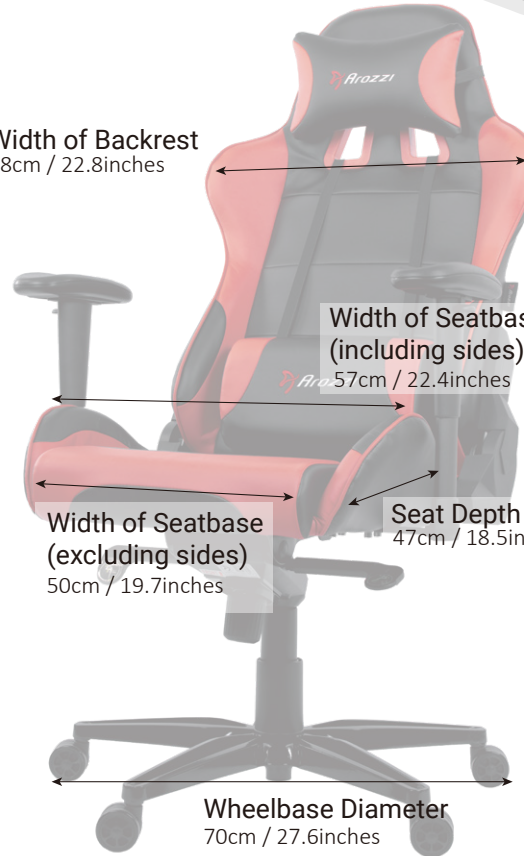 Arozzi
Width of Backrest
8cm / 22.8inches
Width of Seatbas
(including sides)
57cm / 22.4inches
Arozzi
Width of Seatbase
(excluding sides)
50cm / 19.7inches
Seat Depth
47cm / 18.5in
Wheelbase Diameter
70cm / 27.6inches